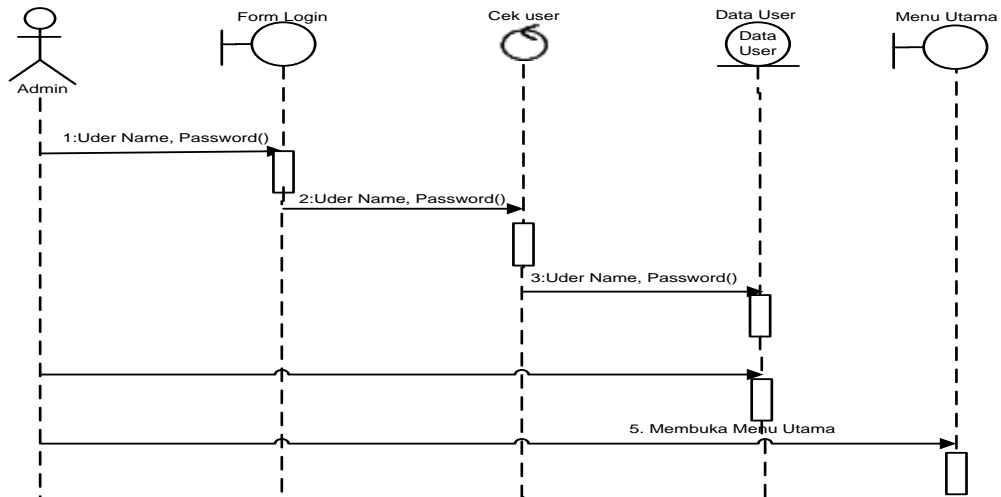 Form Login
Cek user
Data User
Menu Utama
Data
User
Admin
1:Uder Name, Password()
2:Uder Name, Password()
3:Uder Name, Password()
5. Membuka Menu Utama